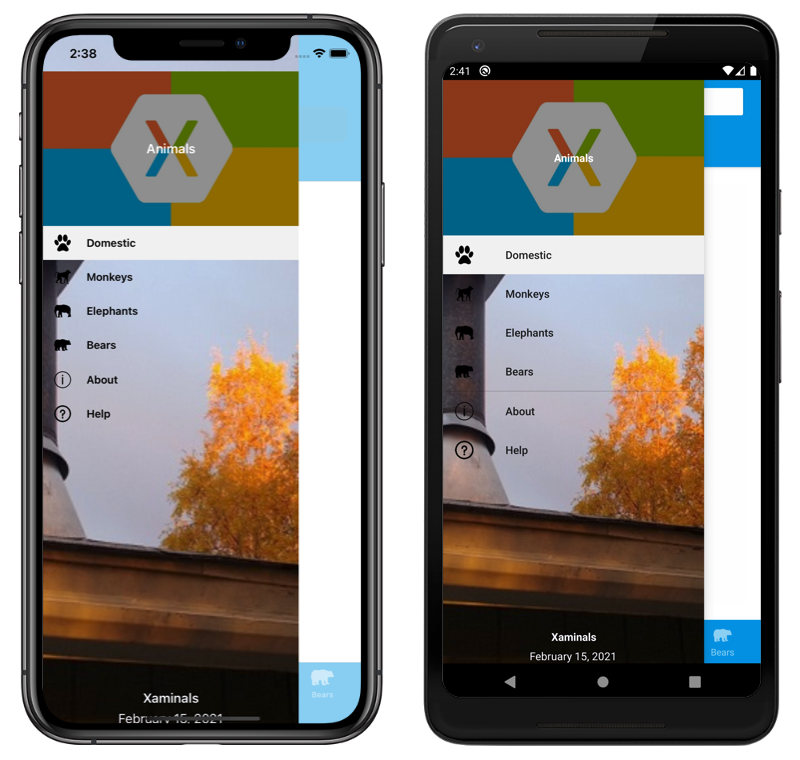 2:38
Animals
Domestic
Monkeys
Elephants
Bears
About
Help
Xaminals
February 15, 2021
Bears
2:41
Animals
Domestic
Monkeys
Elephants
Bears
About
Help
Xaminals
February 15, 2021
Bears